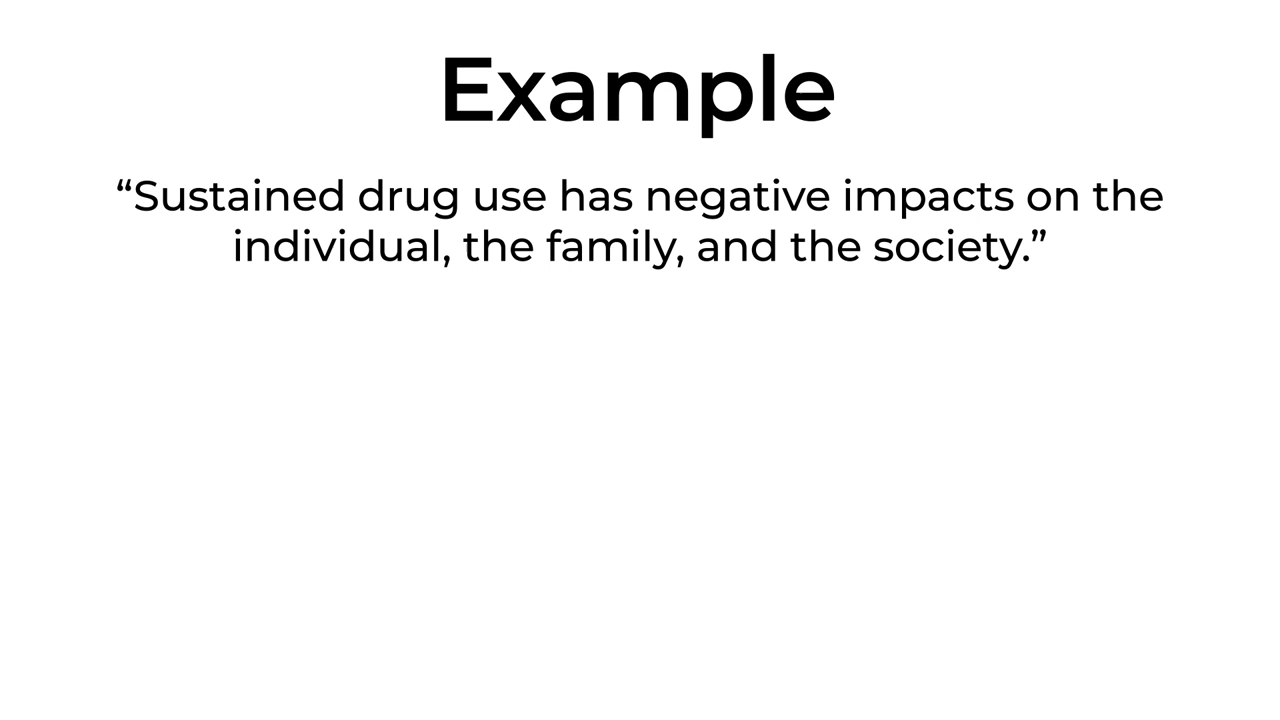 Example
“Sustained drug use has negative impacts on the
individual, the family, and the society.”